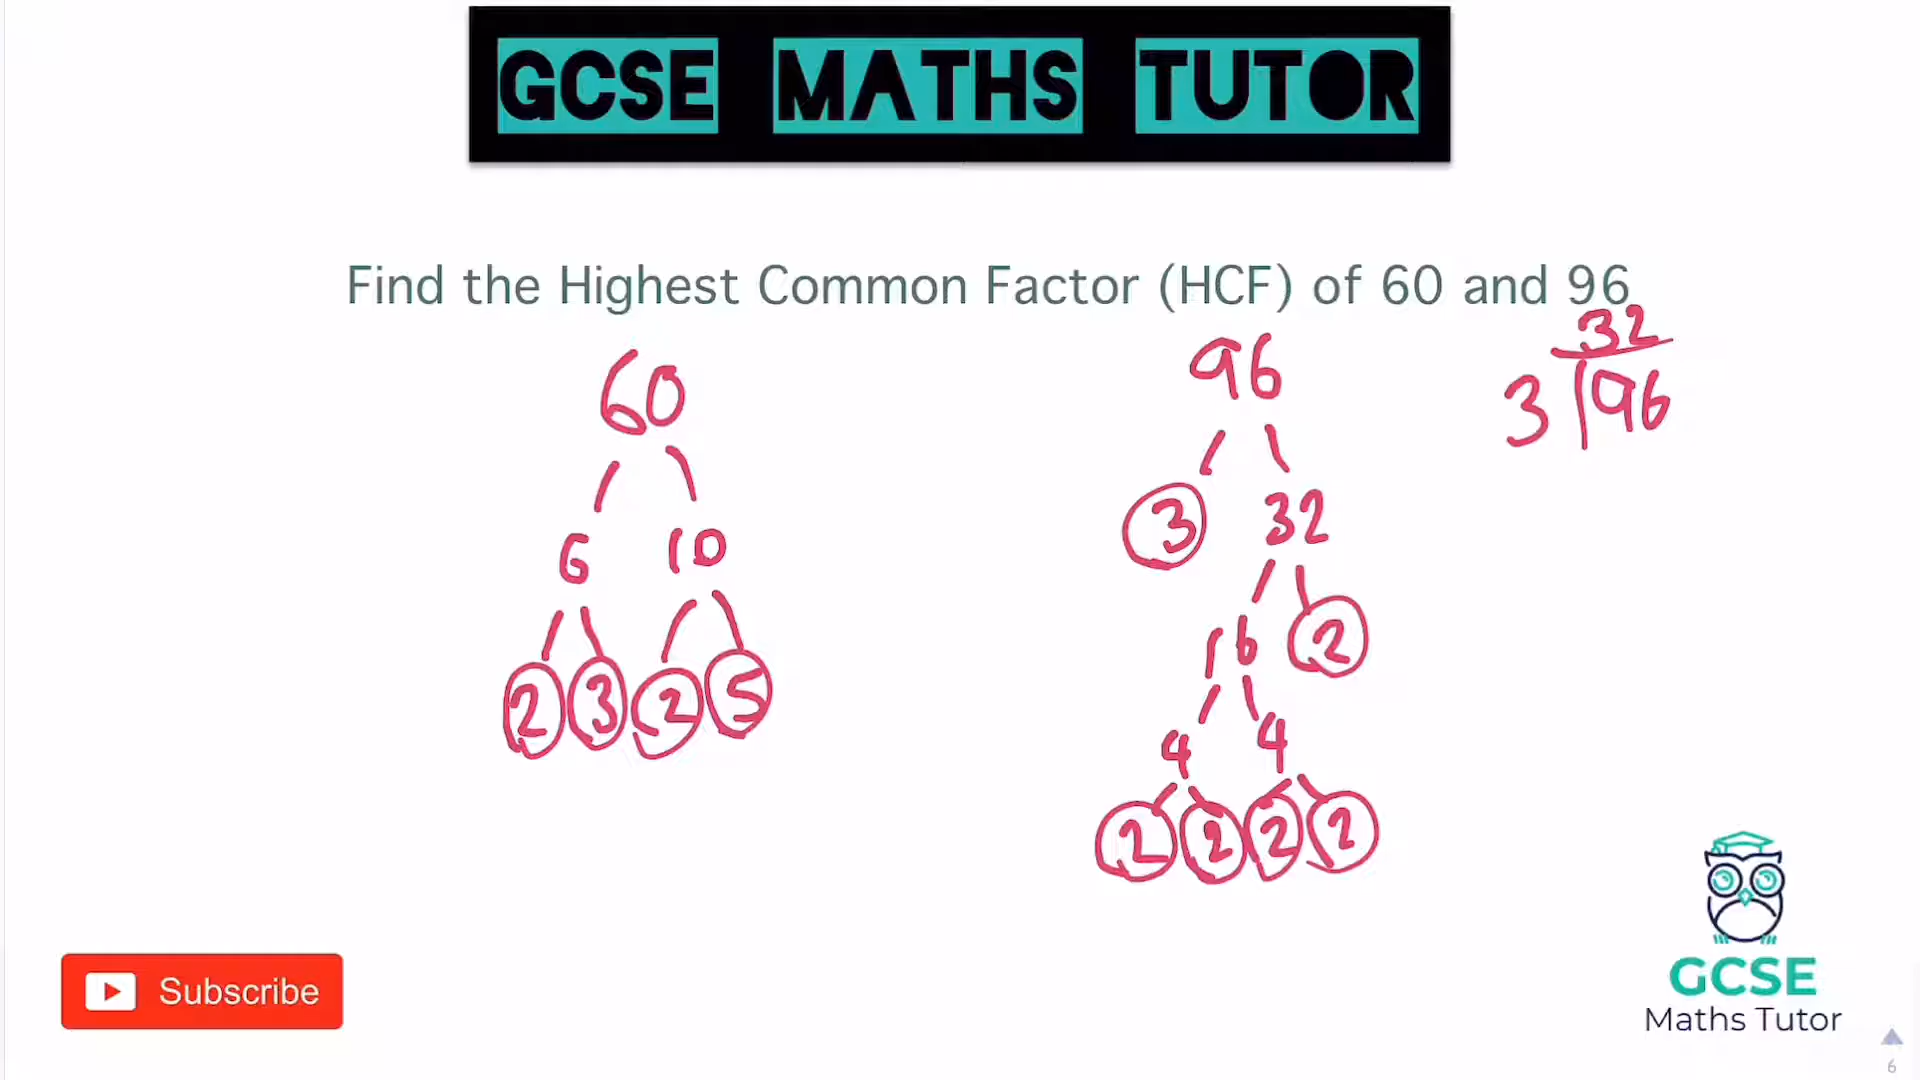 GCSE MATHS TUTOR
Find the Highest Common Factor (HCF) of 60 and 96
32
3 96
60
96
6 10
3 32
2 3 2 5
16 2
4 4
2 2 2 2
Subscribe
GCSE
Maths Tutor
6